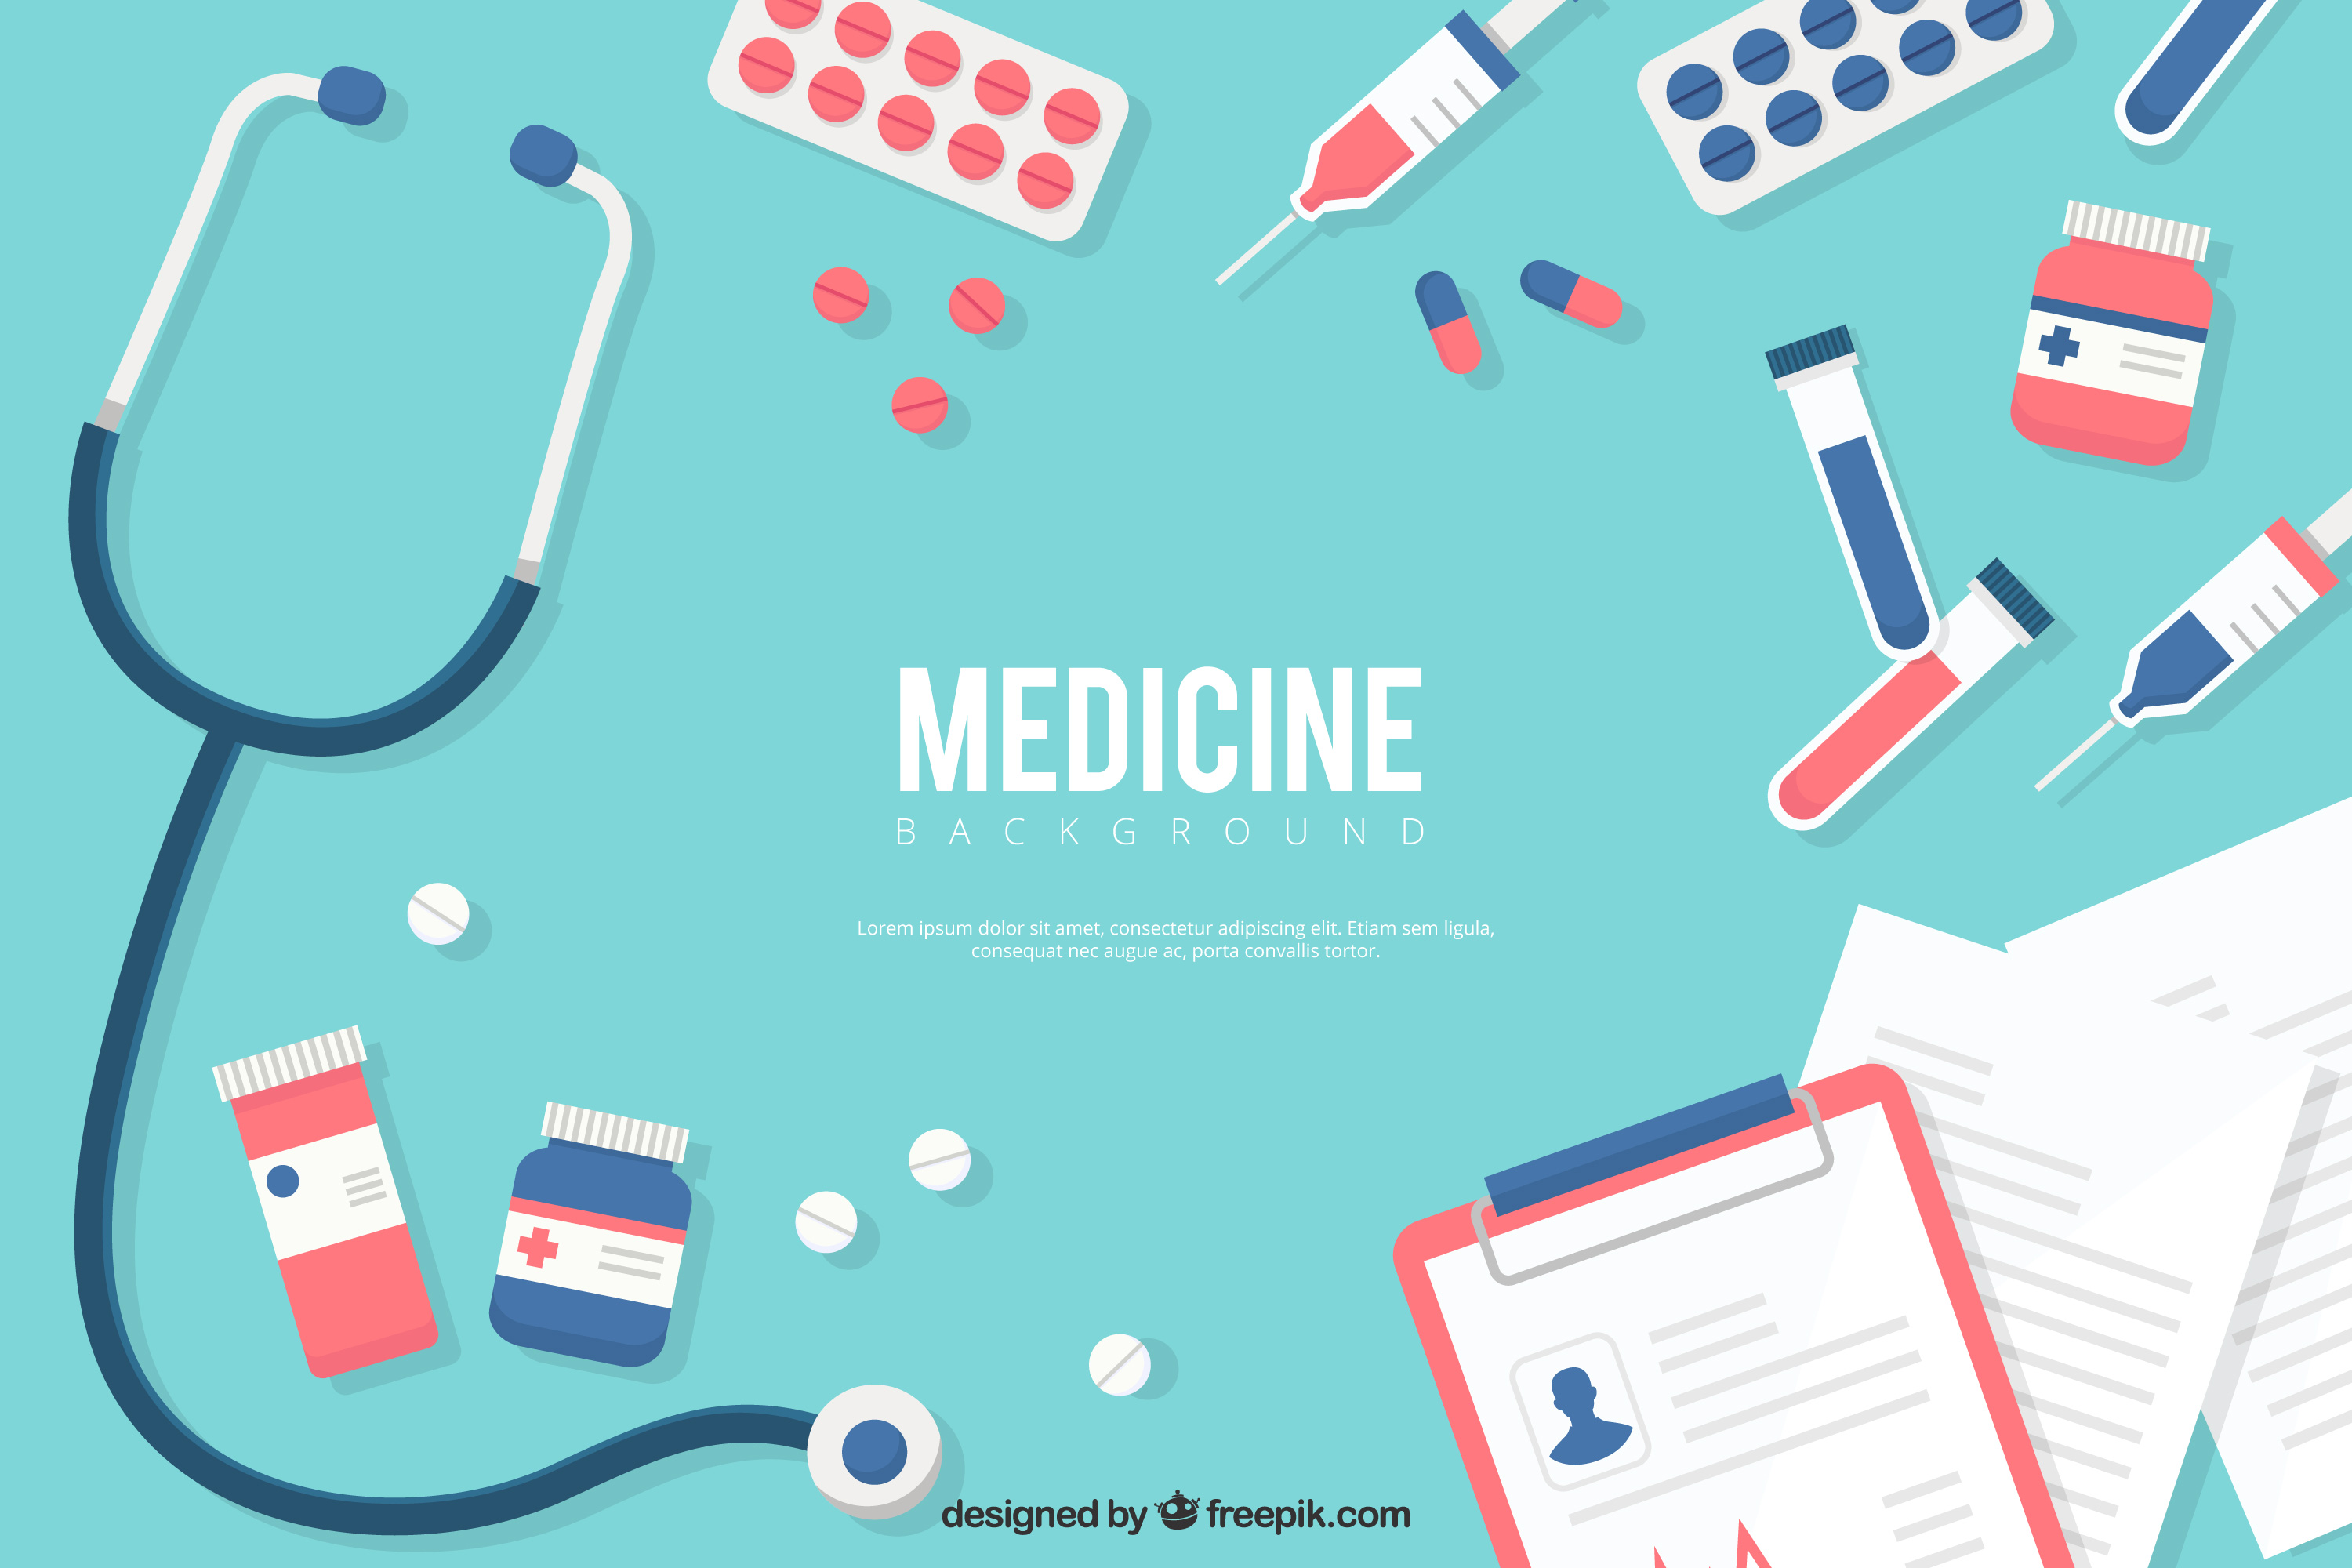 MEDICINE
BACKGROUND
Lorem ipsum dolor sit amet, consectetur adipiscing elit. Etiam sem ligula,
consequat nec augue ac, porta convallis tortor.
designed by freepik.com